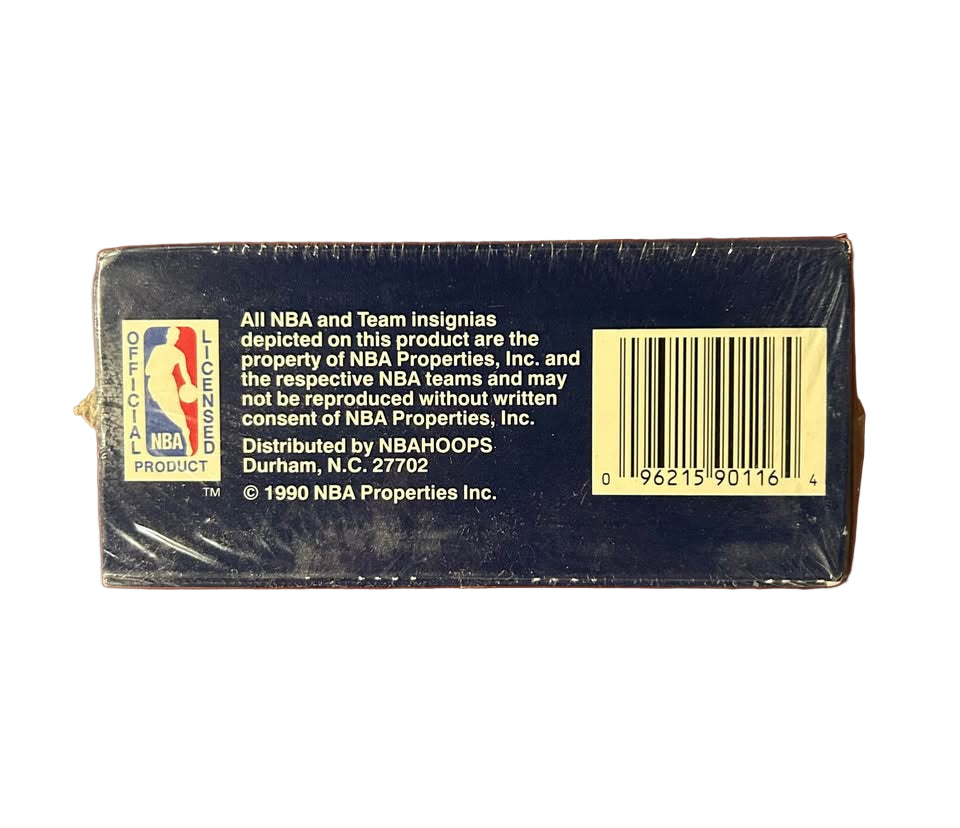 OFFICIAL
LICENSED
NBA
PRODUCT
TM
All NBA and Team insignias
depicted on this product are the
property of NBA Properties, Inc. and
the respective NBA teams and may
not be reproduced without written
consent of NBA Properties, Inc.
Distributed by NBAHOOPS
Durham, N.C. 27702
© 1990 NBA Properties Inc.
0 96215 90116 4